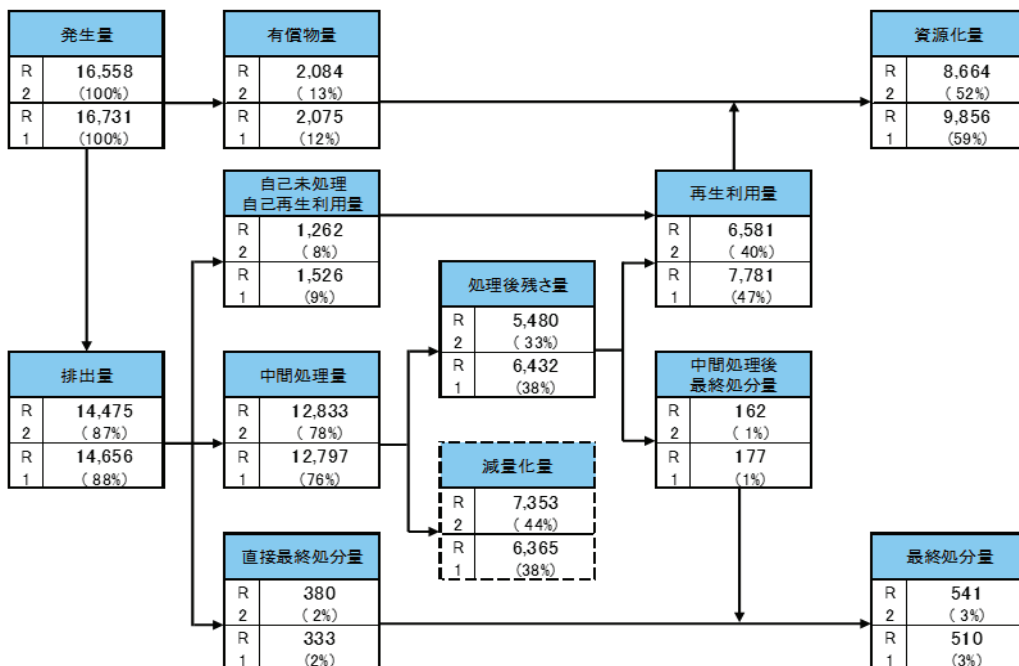 発生量
R 16,558
2 (100%)
R 16,731
1 (100%)
有償物量
R 2,084
2 ( 13%)
R 2,075
1 (12%)
資源化量
R 8,664
2 ( 52%)
R 9,856
1 (59%)
自己未処理
自己再生利用量
R 1,262
2 ( 8%)
R 1,526
1 (9%)
再生利用量
R 6,581
2 ( 40%)
R 7,781
1 (47%)
処理後残さ量
R 5,480
2 ( 33%)
R 6,432
1 (38%)
排出量
R 14,475
2 ( 87%)
R 14,656
1 ( 88%)
中間処理量
R 12,833
2 ( 78%)
R 12,797
1 (76%)
中間処理後
最終処分量
R 162
2 ( 1%)
R 177
1 (1%)
減量化量
R 7,353
2 ( 44%)
R 6,365
1 (38%)
直接最終処分量
R 380
2 ( 2%)
R 333
1 (2%)
最終処分量
R 541
2 ( 3%)
R 510
1 (3%)